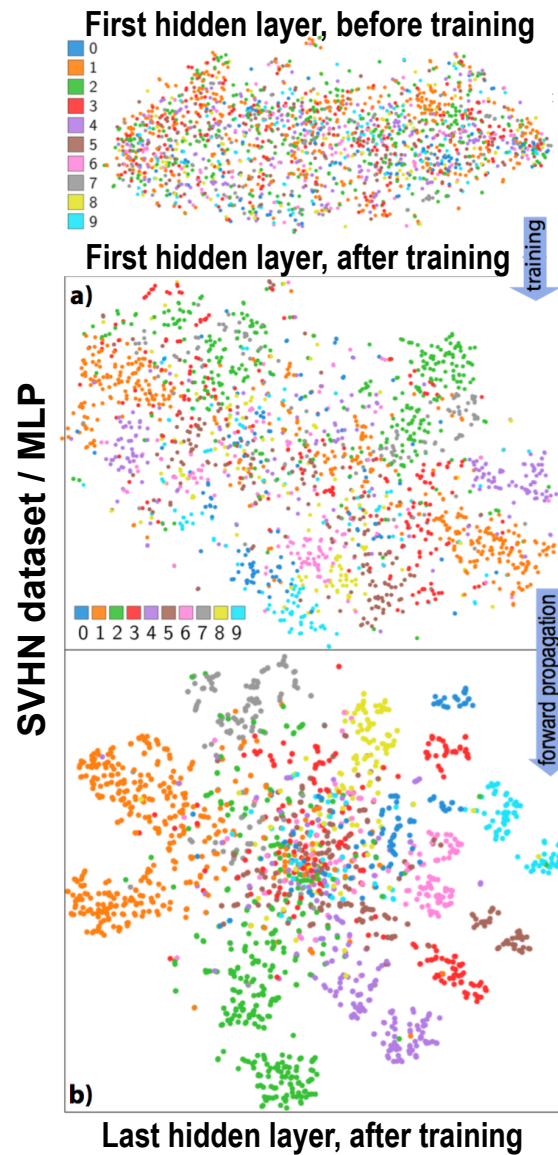 First hidden layer, before training
0
1
2
3
4
5
6
7
8
9
training
First hidden layer, after training
a)
SVHN dataset / MLP
0 1 2 3 4 5 6 7 8 9
forward propagation
b)
Last hidden layer, after training